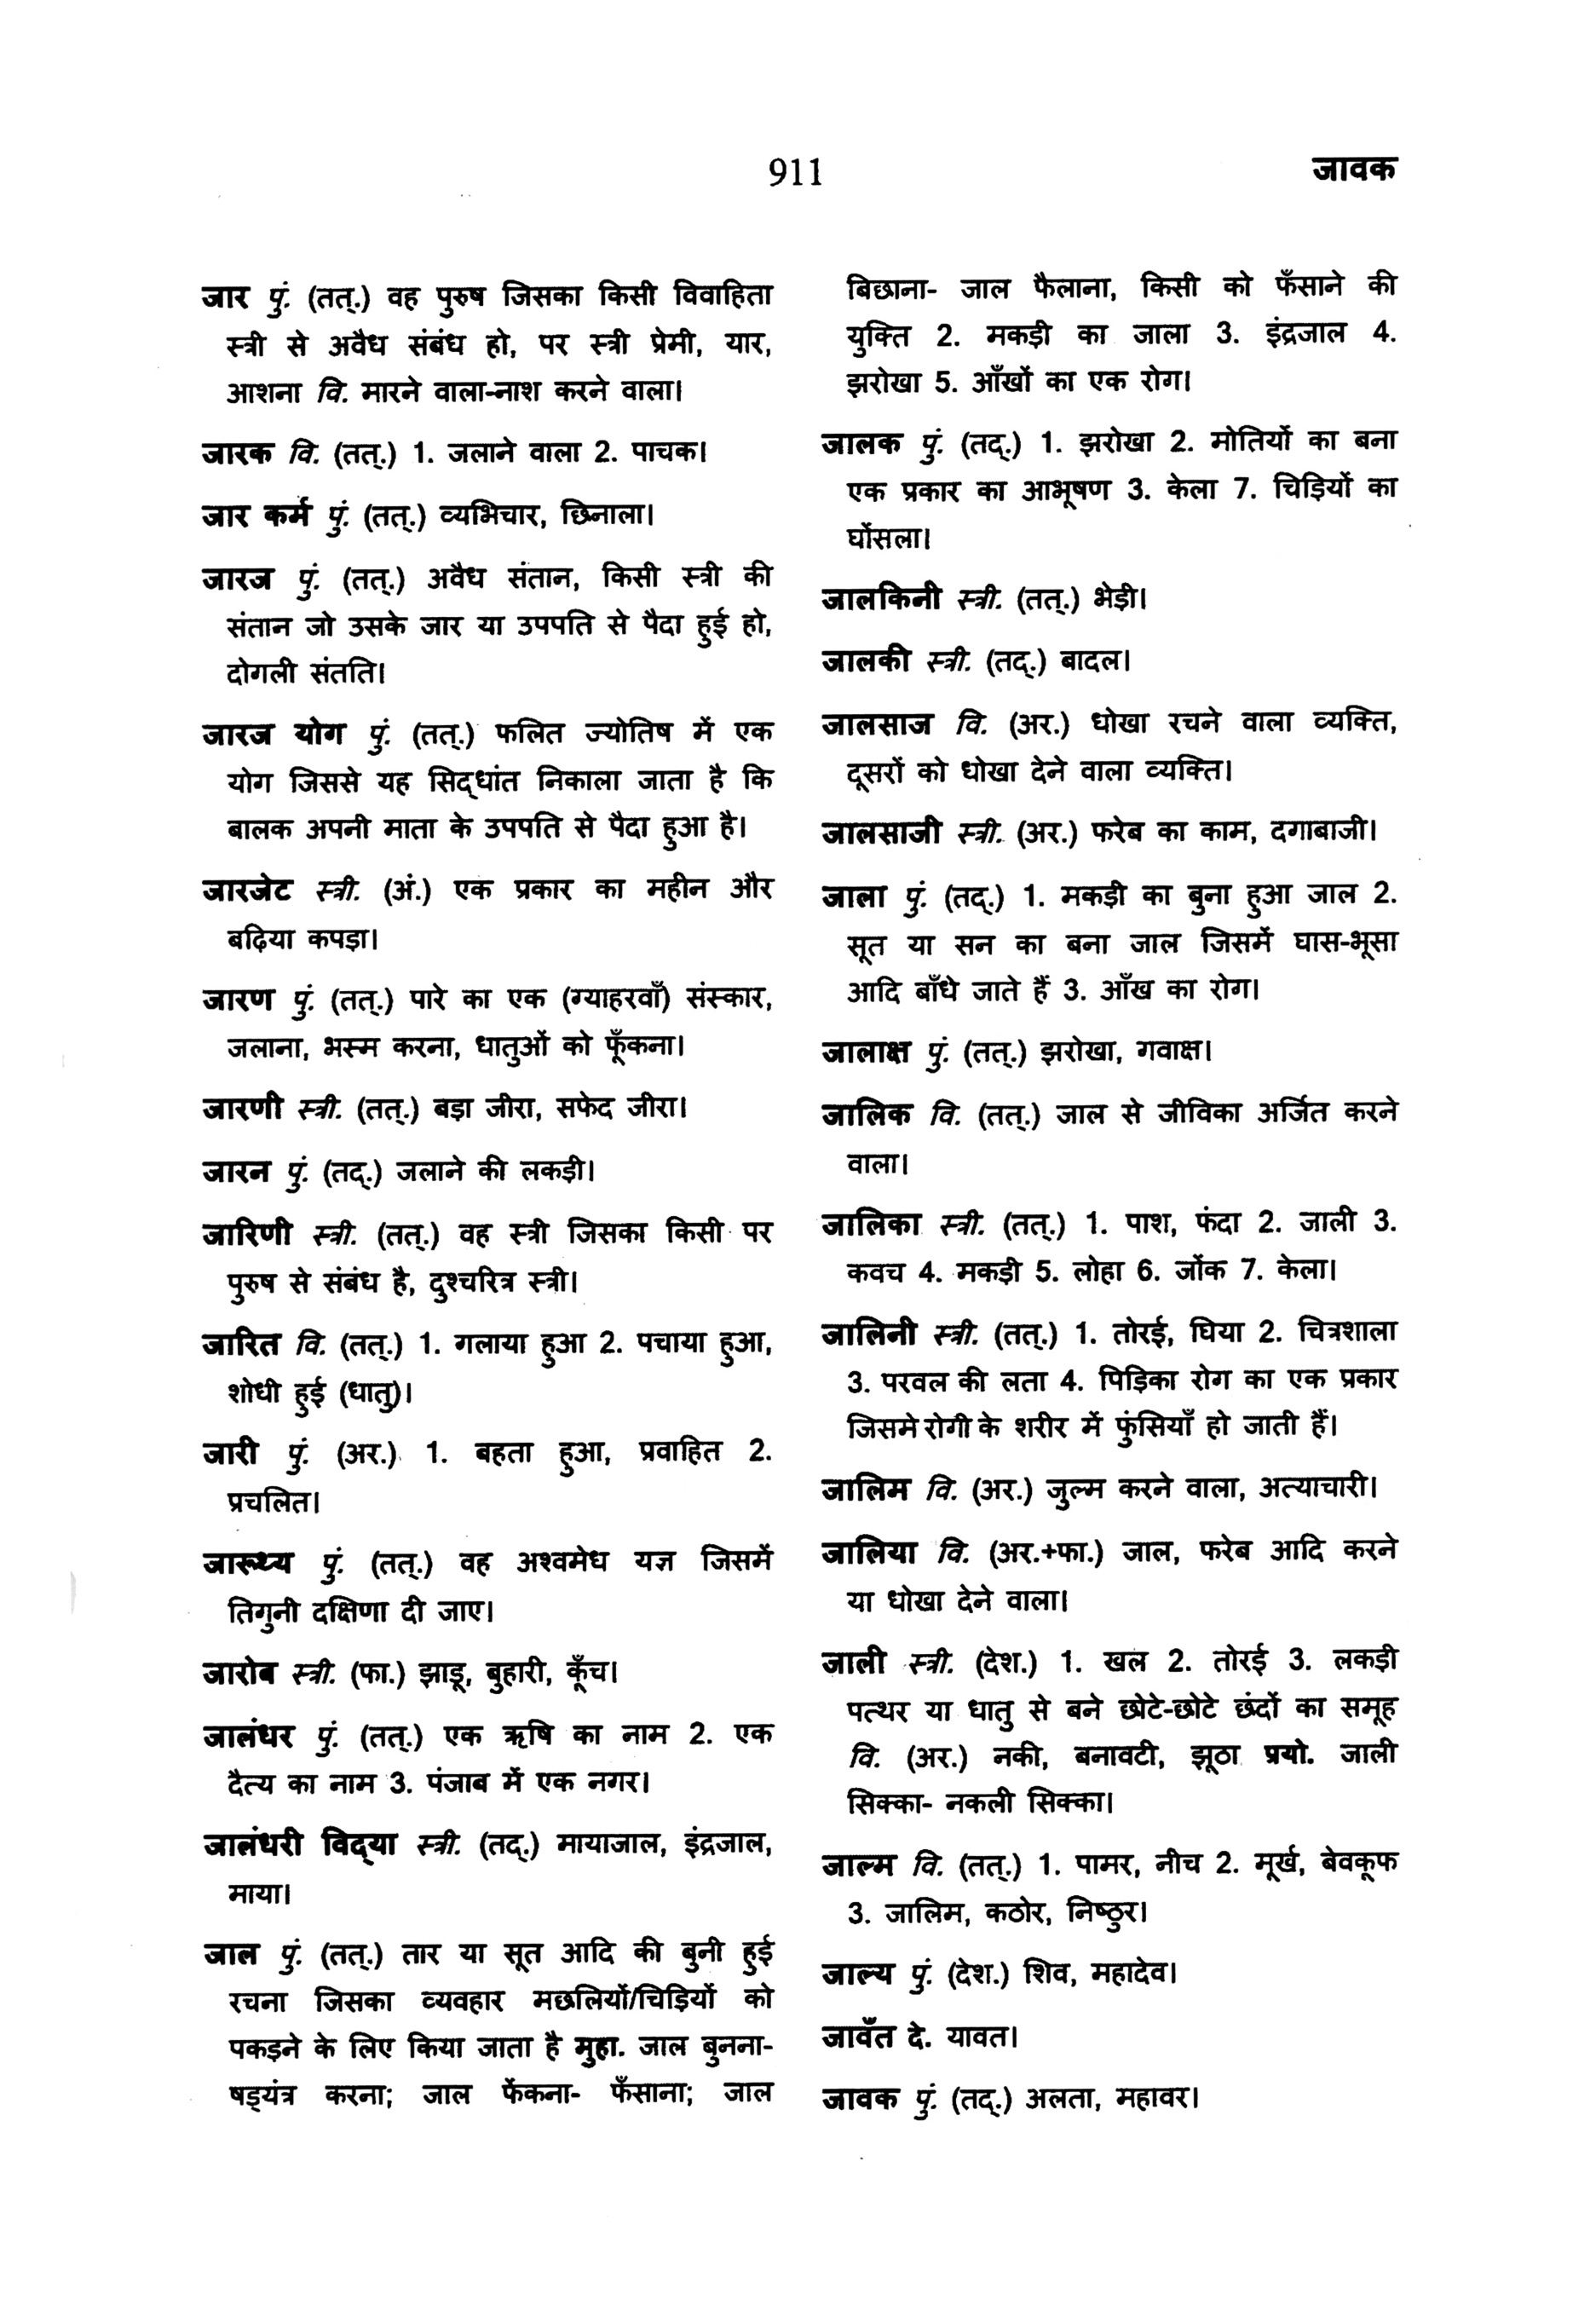 911
जावक
जार पुं. (तत्.) वह पुरुष जिसका किसी विवाहिता
स्त्री से अवैध संबंध हो, पर स्त्री प्रेमी, यार,
आशना वि. मारने वाला-नाश करने वाला।
जारक वि. (तत्.) 1. जलाने वाला 2. पाचक।
जार कर्म पुं. (तत्.) व्यभिचार, छिनाला।
जारज पुं. (तत्.) अवैध संतान, किसी स्त्री की
संतान जो उसके जार या उपपति से पैदा हुई हो,
दोगली संतति।
जारज योग पुं. (तत्.) फलित ज्योतिष में एक
योग जिससे यह सिद्धांत निकाला जाता है कि
बालक अपनी माता के उपपति से पैदा हुआ है।
जारजेट स्त्री. (अं.) एक प्रकार का महीन और
बढ़िया कपड़ा।
जारण पुं. (तत्.) पारे का एक (ग्याहरवाँ) संस्कार,
जलाना, भस्म करना, धातुओं को फूँकना।
जारणी स्त्री. (तत्.) बड़ा जीरा, सफेद जीरा।
जारन पुं. (तद्.) जलाने की लकड़ी।
जारिणी स्त्री. (तत्.) वह स्त्री जिसका किसी पर
पुरुष से संबंध है, दुश्चरित्र स्त्री।
जारित वि. (तत्.) 1. गलाया हुआ 2. पचाया हुआ,
शोधी हुई (धातु)।
जारी पुं. (अर.) 1. बहता हुआ, प्रवाहित 2.
प्रचलित।
जारूथ्य पुं. (तत्.) वह अश्वमेध यज्ञ जिसमें
तिगुनी दक्षिणा दी जाए।
जारोब स्त्री. (फा.) झाडू, बुहारी, कूँच।
जालंधर पुं. (तत्.) एक ऋषि का नाम 2. एक
दैत्य का नाम 3. पंजाब में एक नगर।
जालंधरी विद्‌या स्त्री. (तद्.) मायाजाल, इंद्रजाल,
माया।
जाल पुं. (तत्.) तार या सूत आदि की बुनी हुई
रचना जिसका व्यवहार मछलियों/चिड़ियों को
पकड़ने के लिए किया जाता है मुहा. जाल बुनना-
षड्यंत्र करना; जाल फेंकना- फँसाना; जाल
बिछाना- जाल फैलाना, किसी को फँसाने की
युक्ति 2. मकड़ी का जाला 3. इंद्रजाल 4.
झरोखा 5. आँखों का एक रोग।
जालक पुं. (तद्.) 1. झरोखा 2. मोतियों का बना
एक प्रकार का आभूषण 3. केला 7. चिड़ियों का
घोंसला।
जालकिनी स्त्री. (तत्.) भेड़ी।
जालकी स्त्री. (तद्.) बादल।
जालसाज वि. (अर.) धोखा रचने वाला व्यक्ति,
दूसरों को धोखा देने वाला व्यक्ति।
जालसाजी स्त्री. (अर.) फरेब का काम, दगाबाजी।
जाला पुं. (तद्.) 1. मकड़ी का बुना हुआ जाल 2.
सूत या सन का बना जाल जिसमें घास-भूसा
आदि बाँधे जाते हैं 3. आँख का रोग।
जालाक्ष पुं. (तत्.) झरोखा, गवाक्ष।
जालिक वि. (तत्.) जाल से जीविका अर्जित करने
वाला।
जालिका स्त्री. (तत्.) 1. पाश, फंदा 2. जाली 3.
कवच 4. मकड़ी 5. लोहा 6. जोंक 7. केला।
जालिनी स्त्री. (तत्.) 1. तोरई, घिया 2. चित्रशाला
3. परवल की लता 4. पिड़िका रोग का एक प्रकार
जिसमे रोगी के शरीर में फुंसियाँ हो जाती हैं।
जालिम वि. (अर.) जुल्म करने वाला, अत्याचारी।
जालिया वि. (अर.+फा.) जाल, फरेब आदि करने
या धोखा देने वाला।
जाली स्त्री. (देश.) 1. खल 2. तोरई 3. लकड़ी
पत्थर या धातु से बने छोटे-छोटे छंदों का समूह
वि. (अर.) नकी, बनावटी, झूठा प्रयो. जाली
सिक्का- नकली सिक्का।
जाल्म वि. (तत्.) 1. पामर, नीच 2. मूर्ख, बेवकूफ
3. जालिम, कठोर, निष्ठुर।
जाल्य पुं. (देश.) शिव, महादेव।
जावँत दे. यावत।
जावक पुं. (तद्.) अलता, महावर।